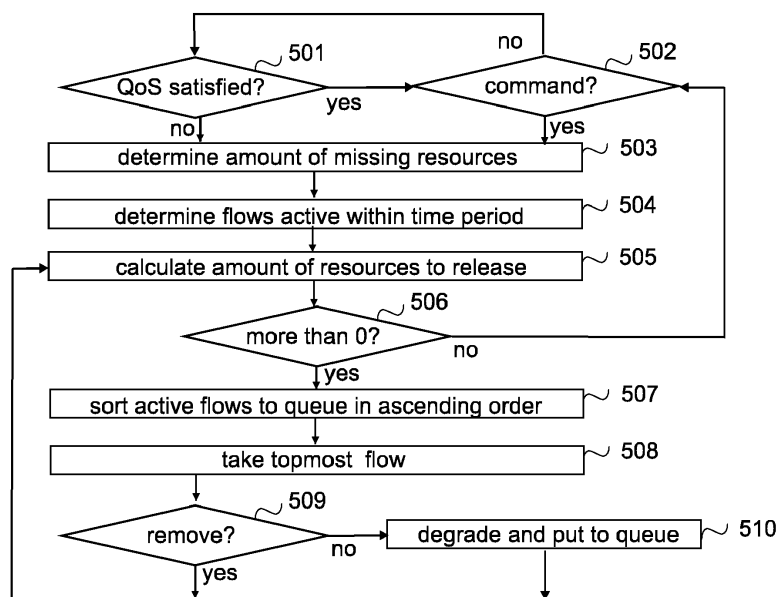 no
501
502
QoS satisfied?
yes
command?
no
yes
determine amount of missing resources
503
determine flows active within time period
504
calculate amount of resources to release
505
506
more than 0?
no
yes
sort active flows to queue in ascending order
507
take topmost flow
508
509
remove?
no
degrade and put to queue
510
yes